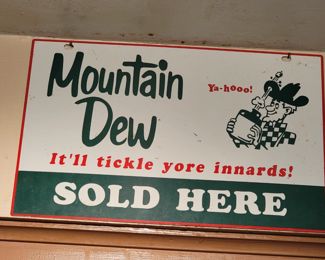 Mountain
Dew
Ya-hooo!
It'll tickle yore innards!
SOLD HERE